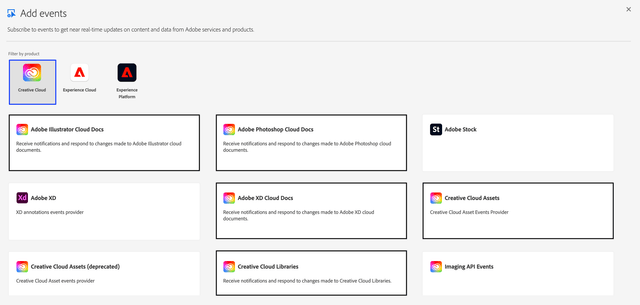 Add events
Subscribe to events to get near real-time updates on content and data from Adobe services and products.
Filter by product
Creative Cloud
Experience Cloud
Experience
Platform
Adobe Illustrator Cloud Docs
Receive notifications and respond to changes made to Adobe Illustrator cloud
documents.
Adobe Photoshop Cloud Docs
Receive notifications and respond to changes made to Adobe Photoshop cloud
documents.
St
Adobe Stock
Xd
Adobe XD
XD annotations events provider
Adobe XD Cloud Docs
Receive notifications and respond to changes made to Adobe XD cloud
documents.
Creative Cloud Assets
Creative Cloud Asset Events Provider
Creative Cloud Assets (deprecated)
Creative Cloud Asset events provider
Creative Cloud Libraries
Receive notifications and respond to changes made to Creative Cloud Libraries.
Imaging API Events